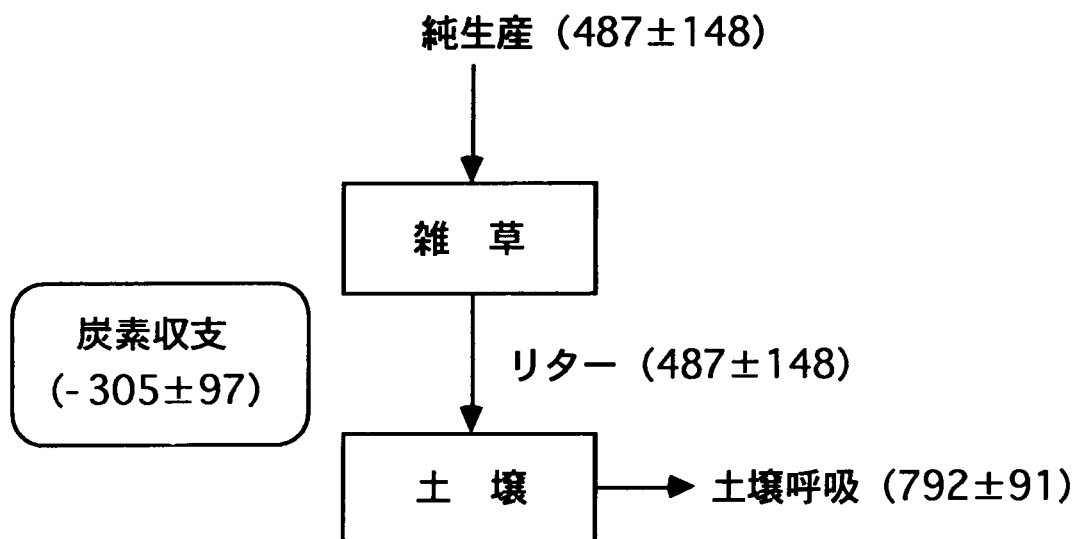 純生産（487±148）
雑　草
炭素収支
（- 305±97）
リター（487±148）
土　壌
土壌呼吸（792±91）